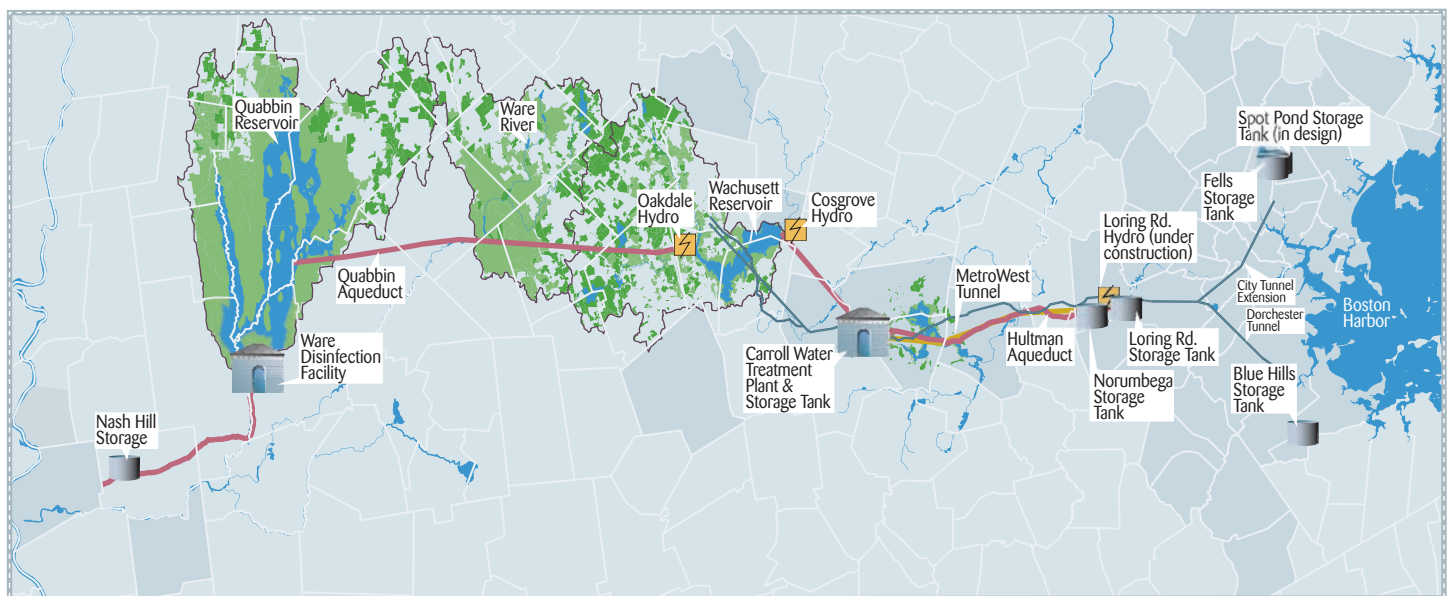 Quabbin
Reservoir
Ware
River
Spot Pond Storage
Tank (in design)
Fells
Storage
Tank
Oakdale
Hydro
Wachusett
Reservoir
Cosgrove
Hydro
Loring Rd.
Hydro (under
construction)
Quabbin
Aqueduct
MetroWest
Tunnel
City Tunnel
Extension
Dorchester
Tunnel
Boston
Harbor
Ware
Disinfection
Facility
Carroll Water
Treatment
Plant &
Storage Tank
Hultman
Aqueduct
Loring Rd.
Storage Tank
Norumbega
Storage
Tank
Blue Hills
Storage
Tank
Nash Hill
Storage